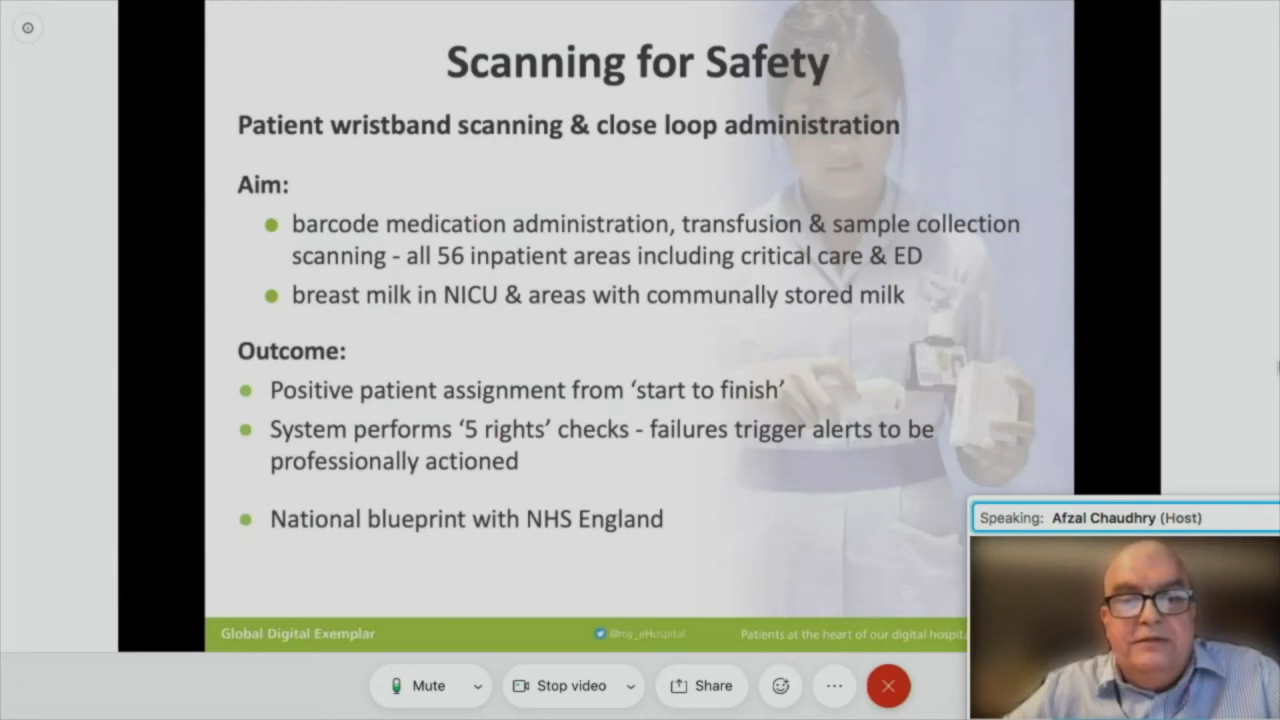 Scanning for Safety
Patient wristband scanning & close loop administration
Aim:
barcode medication administration, transfusion & sample collection
scanning - all 56 inpatient areas including critical care & ED
breast milk in NICU & areas with communally stored milk
Outcome:
Positive patient assignment from ‘start to finish’
System performs ‘5 rights’ checks - failures trigger alerts to be
professionally actioned
National blueprint with NHS England
Speaking: Afzal Chaudhry (Host)
Global Digital Exemplar
@my_eHospital
Patients at the heart of our digital hospit
Mute
Stop video
Share